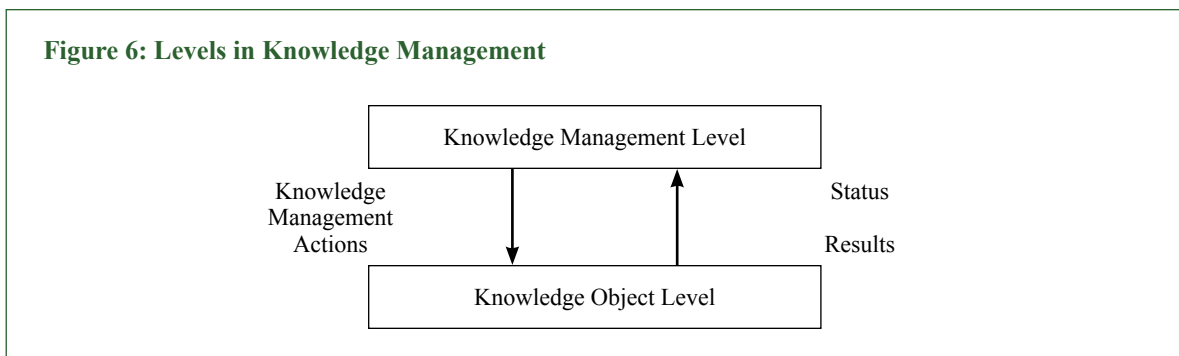 Figure 6: Levels in Knowledge Management
Knowledge Management Level
Knowledge
Management
Actions
Status
Results
Knowledge Object Level